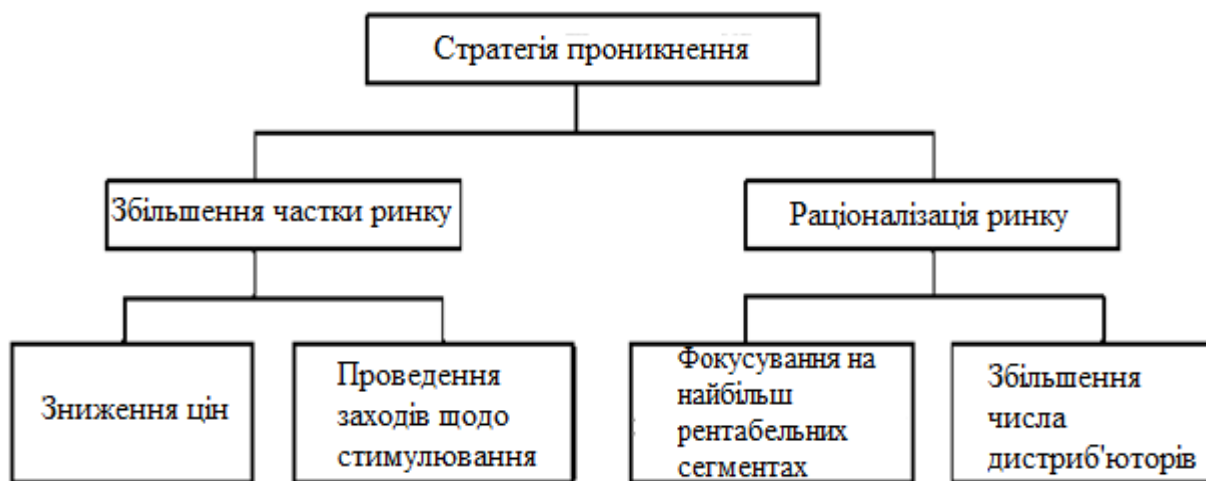 Стратегія проникнення
Збільшення частки ринку
Раціоналізація ринку
Зниження цін
Проведення
заходів щодо
стимулювання
Фокусування на
найбільш
рентабельних
сегментах
Збільшення
числа
дистриб'юторів